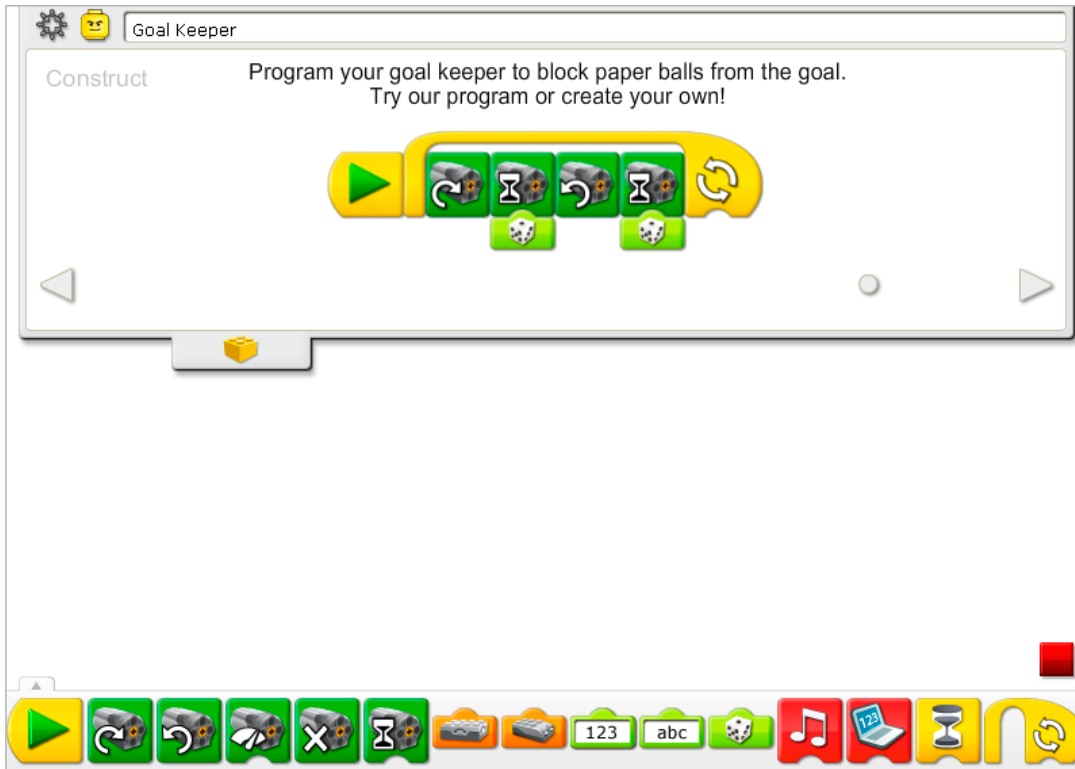 Goal Keeper
Construct
Program your goal keeper to block paper balls from the goal.
Try our program or create your own!
123
abc
123